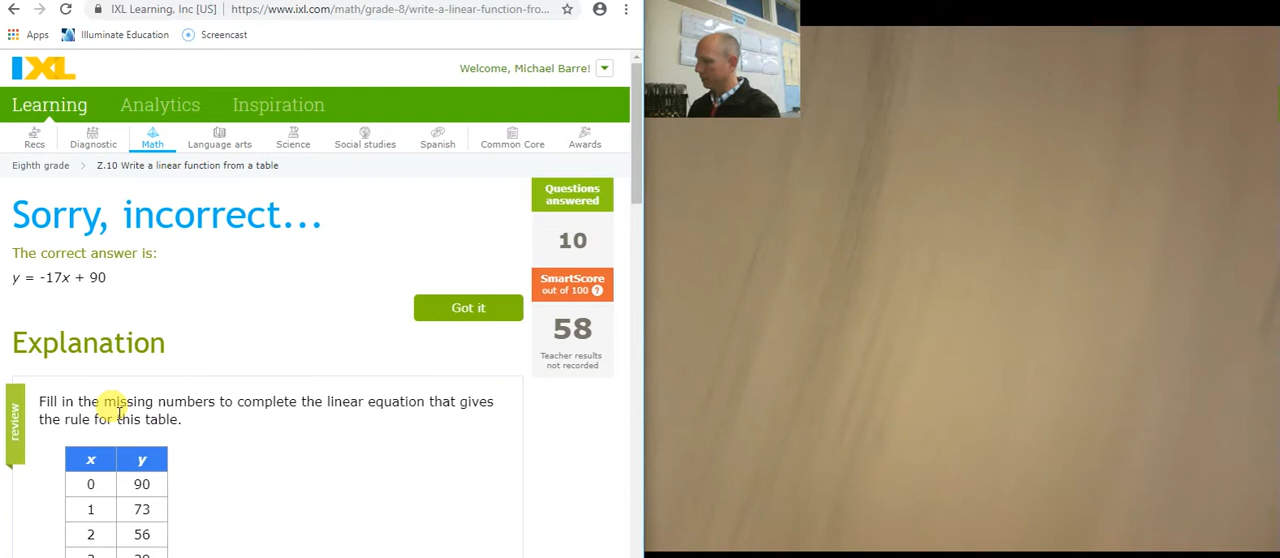 IXL Learning, Inc [US] | https://www.ixl.com/math/grade-8/write-a-linear-function-fro...
Apps Illuminate Education Screencast
IXL
Welcome, Michael Barre!
Learning Analytics Inspiration
Recs Diagnostic Math Language arts Science Social studies Spanish Common Core Awards
Eighth grade > Z.10 Write a linear function from a table
Sorry, incorrect...
The correct answer is:
y = -17x + 90
Got it
Questions
answered
10
SmartScore
out of 100 ?
58
Teacher results
not recorded
Explanation
review
Fill in the missing numbers to complete the linear equation that gives
the rule for this table.
x y
0 90
1 73
2 56